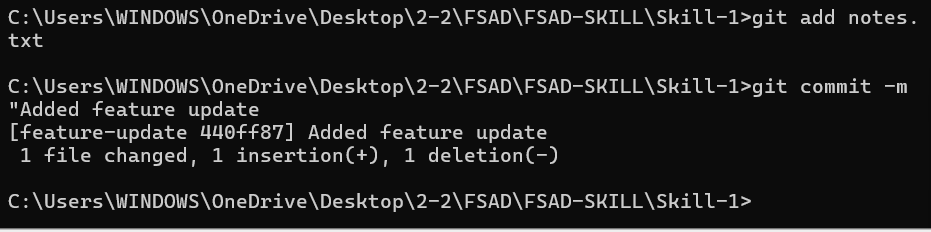 C:\Users\WINDOWS\OneDrive\Desktop\2-2\FSAD\FSAD-SKILL\Skill-1>git add notes.
txt
C:\Users\WINDOWS\OneDrive\Desktop\2-2\FSAD\FSAD-SKILL\Skill-1>git commit -m
"Added feature update
[feature-update 440ff87] Added feature update
 1 file changed, 1 insertion(+), 1 deletion(-)
C:\Users\WINDOWS\OneDrive\Desktop\2-2\FSAD\FSAD-SKILL\Skill-1>